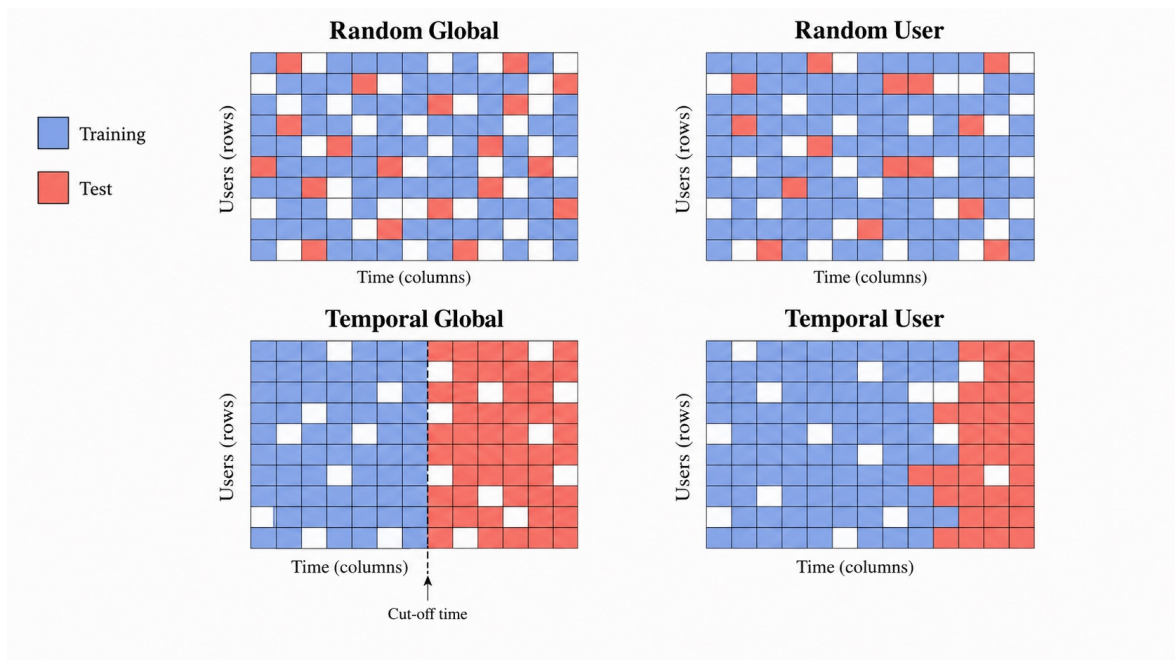 Random Global
Random User
Training
Test
Users (rows)
Time (columns)
Users (rows)
Time (columns)
Temporal Global
Temporal User
Users (rows)
Time (columns)
Cut-off time
Users (rows)
Time (columns)